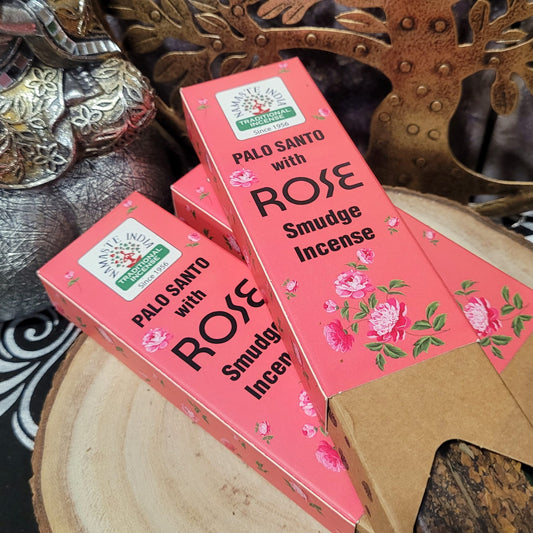 NAMASTE INDIA
TRADITIONAL
INCENSE
Since 1956
PALO SANTO
with
ROSE
Smudge
Incense
NAMASTE INDIA
TRADITIONAL
INCENSE
Since 1956
PALO SANTO
with
ROSE
Smudge
Incense